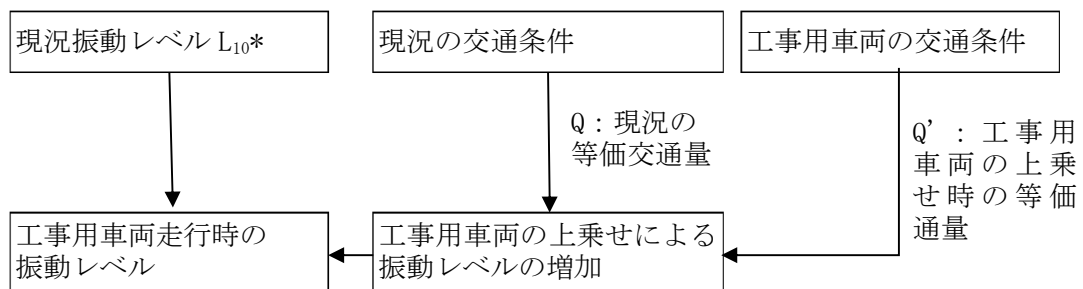 現況振動レベル L₁₀*
現況の交通条件
工事用車両の交通条件
Q：現況の
等価交通量
Q'：工事用
車両の上乗
せ時の等価
通量
工事用車両走行時の
振動レベル
工事用車両の上乗せによる
振動レベルの増加